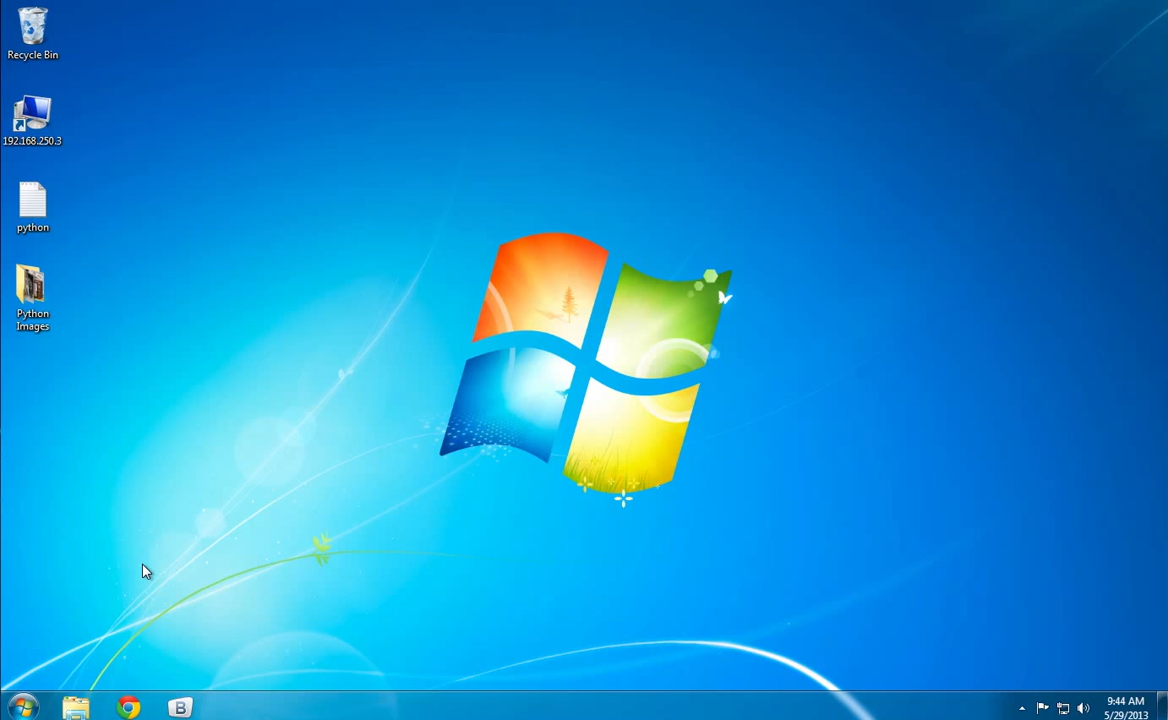 Recycle Bin
192.168.250.3
python
Python
Images
B
9:44 AM
5/29/2013